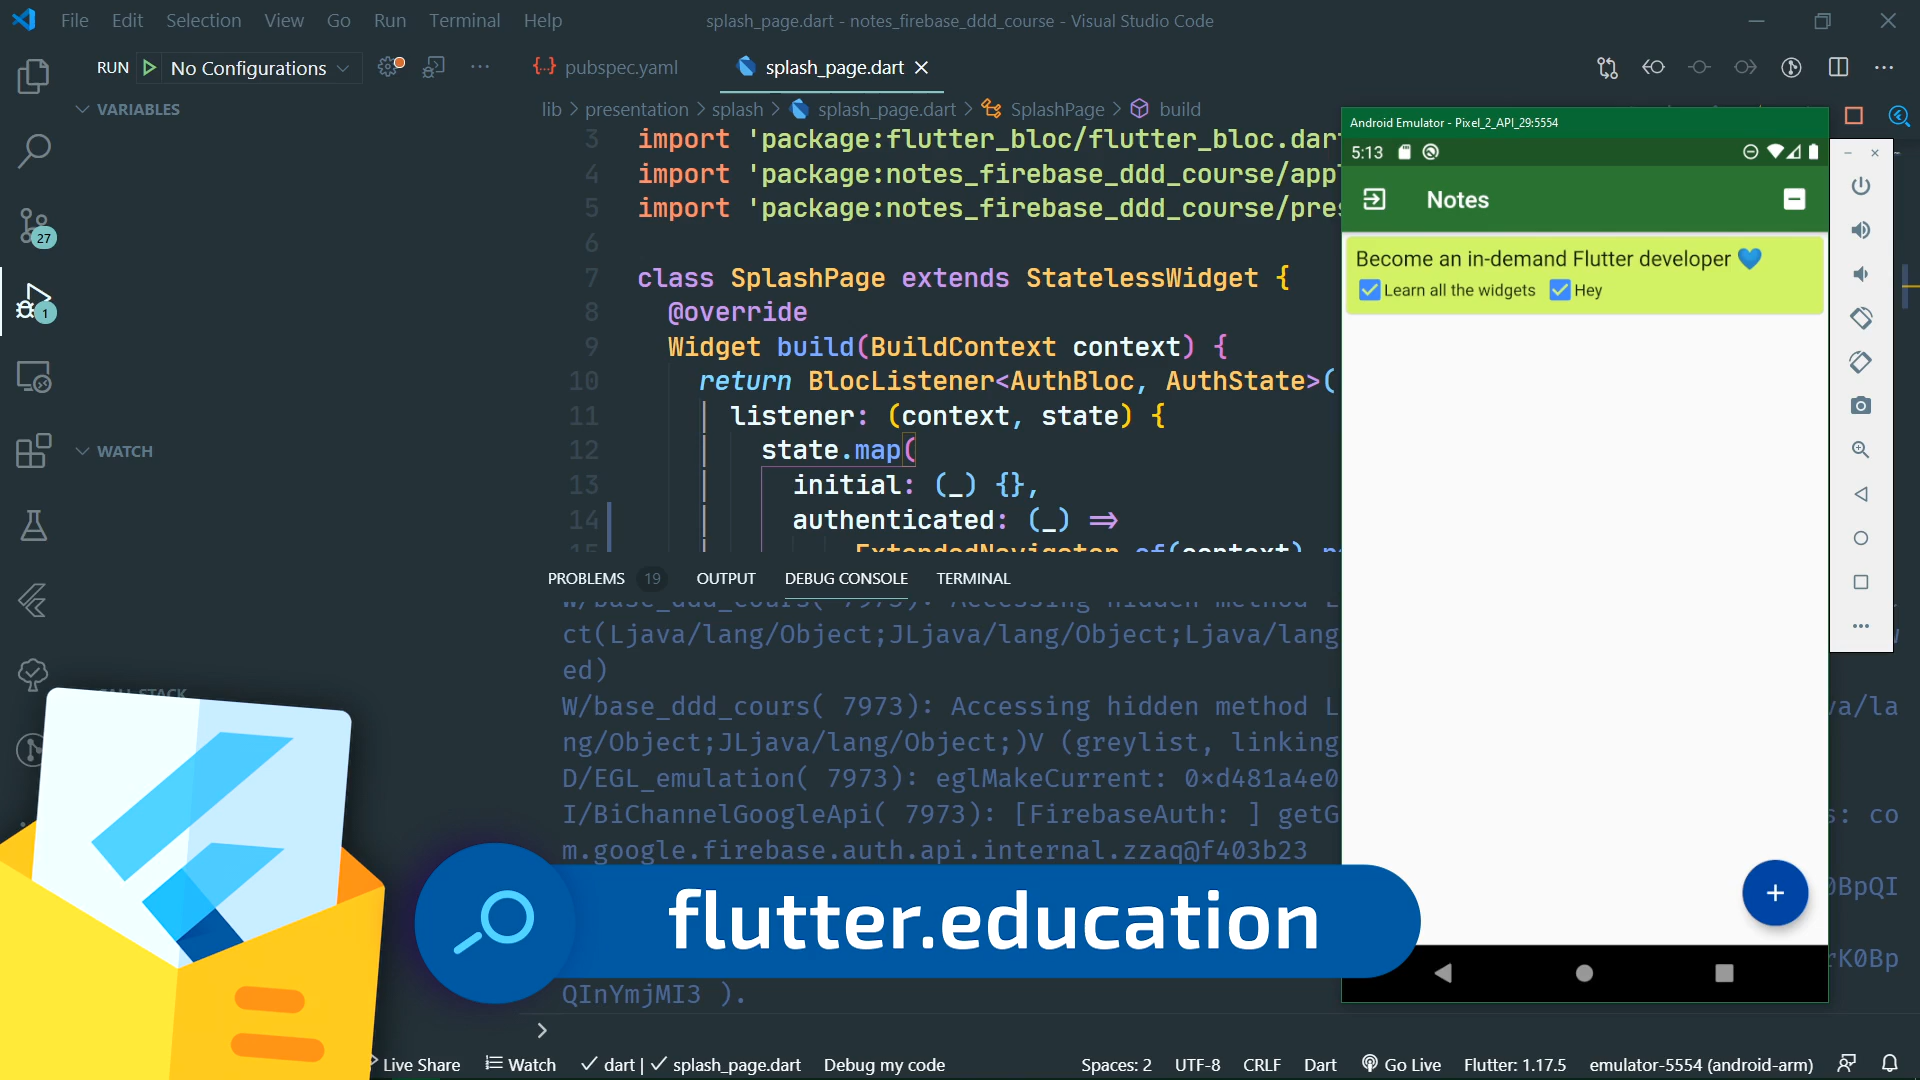 File Edit Selection View Go Run Terminal Help
splash_page.dart - notes_firebase_ddd_course - Visual Studio Code
RUN No Configurations
pubspec.yaml
splash_page.dart
VARIABLES
lib > presentation > splash > splash_page.dart > SplashPage > build
3 import 'package:flutter_bloc/flutter_bloc.dar
4 import 'package:notes_firebase_ddd_course/app
5 import 'package:notes_firebase_ddd_course/pre
6
7 class SplashPage extends StatelessWidget {
8 @override
9 Widget build(BuildContext context) {
10 return BlocListener<AuthBloc, AuthState>(
11 listener: (context, state) {
12 state.map(
13 initial: (_) {},
14 authenticated: (_) =>
27
1
WATCH
PROBLEMS 19 OUTPUT DEBUG CONSOLE TERMINAL
ct(Ljava/lang/Object;JLjava/lang/Object;Ljava/lang
ed)
W/base_ddd_cours( 7973): Accessing hidden method L
va/la
ng/Object;JLjava/lang/Object;)V (greylist, linking
D/EGL_emulation( 7973): eglMakeCurrent: 0xd481a4e0
I/BiChannelGoogleApi( 7973): [FirebaseAuth: ] getG
s: co
m.google.firebase.auth.api.internal.zzaq@f403b23
0BpQI
rK0Bp
QInYmjMI3 ).
Android Emulator - Pixel_2_API_29:5554
5:13
Notes
Become an in-demand Flutter developer 💙
Learn all the widgets Hey
+
flutter.education
Live Share Watch dart | splash_page.dart Debug my code
Spaces: 2 UTF-8 CRLF Dart Go Live Flutter: 1.17.5 emulator-5554 (android-arm)